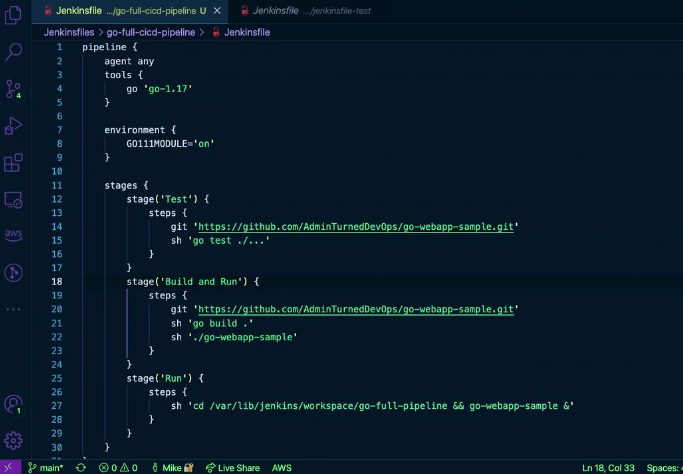 Jenkinsfile .../go-full-cicd-pipeline U X
Jenkinsfile .../jenkins-test
Jenkinsfiles > go-full-cicd-pipeline > Jenkinsfile
1 pipeline {
2 agent any
3 tools {
4 go 'go-1.17'
5 }
6
7 environment {
8 GO111MODULE='on'
9 }
10
11 stages {
12 stage('Test') {
13 steps {
14 git 'https://github.com/AdminTurnedDevOps/go-webapp-sample.git'
15 sh 'go test ./...'
16 }
17 }
18 stage('Build and Run') {
19 steps {
20 git 'https://github.com/AdminTurnedDevOps/go-webapp-sample.git'
21 sh 'go build .'
22 sh './go-webapp-sample'
23 }
24 }
25 stage('Run') {
26 steps {
27 sh 'cd /var/lib/jenkins/workspace/go-full-pipeline && go-webapp-sample &'
28 }
29 }
30 }
4
aws
1
main* 0 0 Mike Live Share AWS Ln 18, Col 33 Spaces: